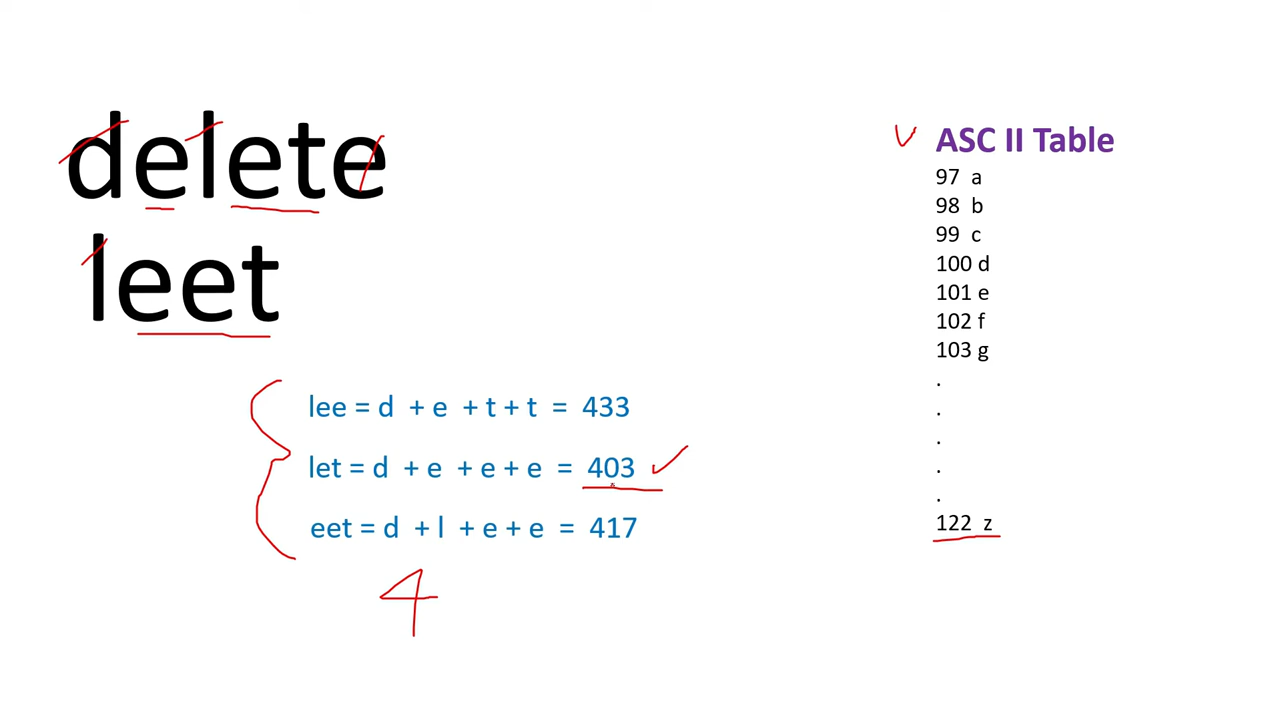 delete
leet
lee = d + e + t + t = 433
let = d + e + e + e = 403
eet = d + l + e + e = 417
4
ASC II Table
97 a
98 b
99 c
100 d
101 e
102 f
103 g
.
.
.
.
.
122 z